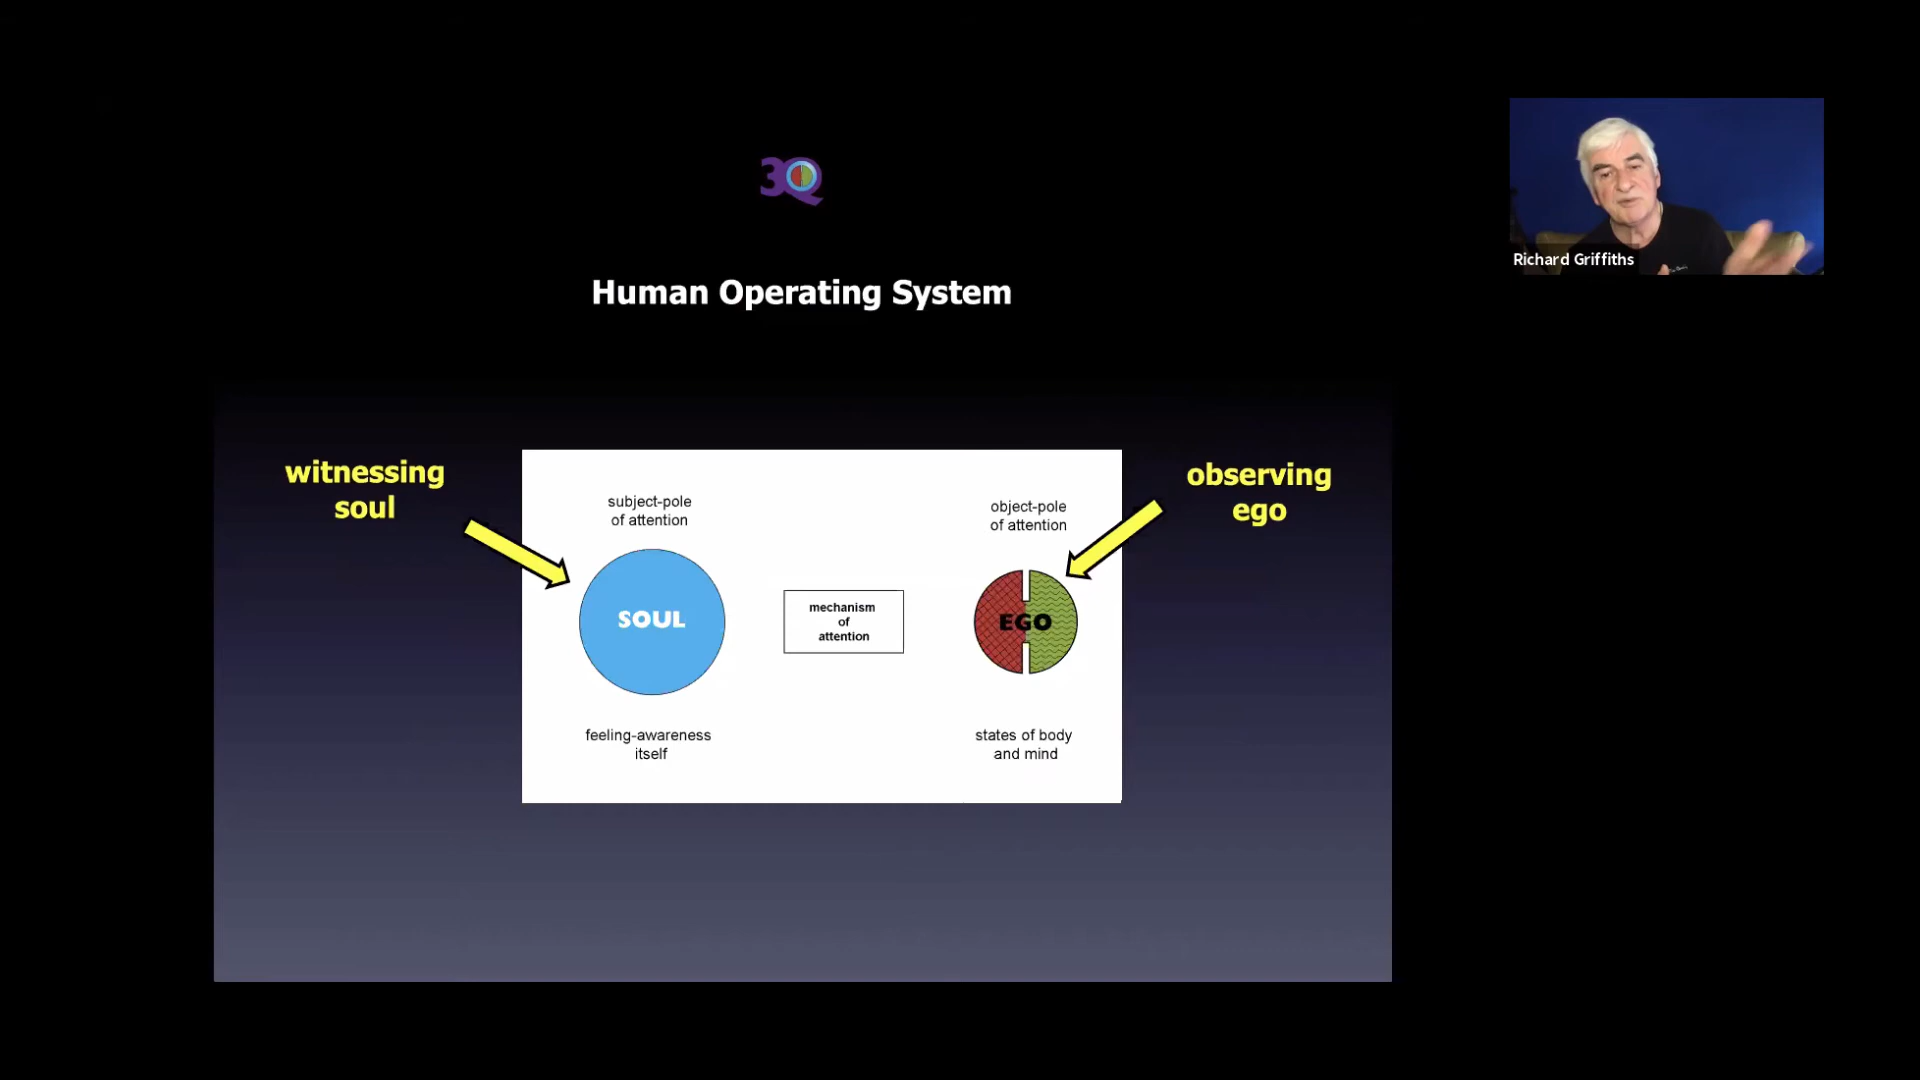 3Q
Richard Griffiths
Human Operating System
witnessing
soul
observing
ego
subject-pole
of attention
object-pole
of attention
SOUL
mechanism
of
attention
EGO
feeling-awareness
itself
states of body
and mind